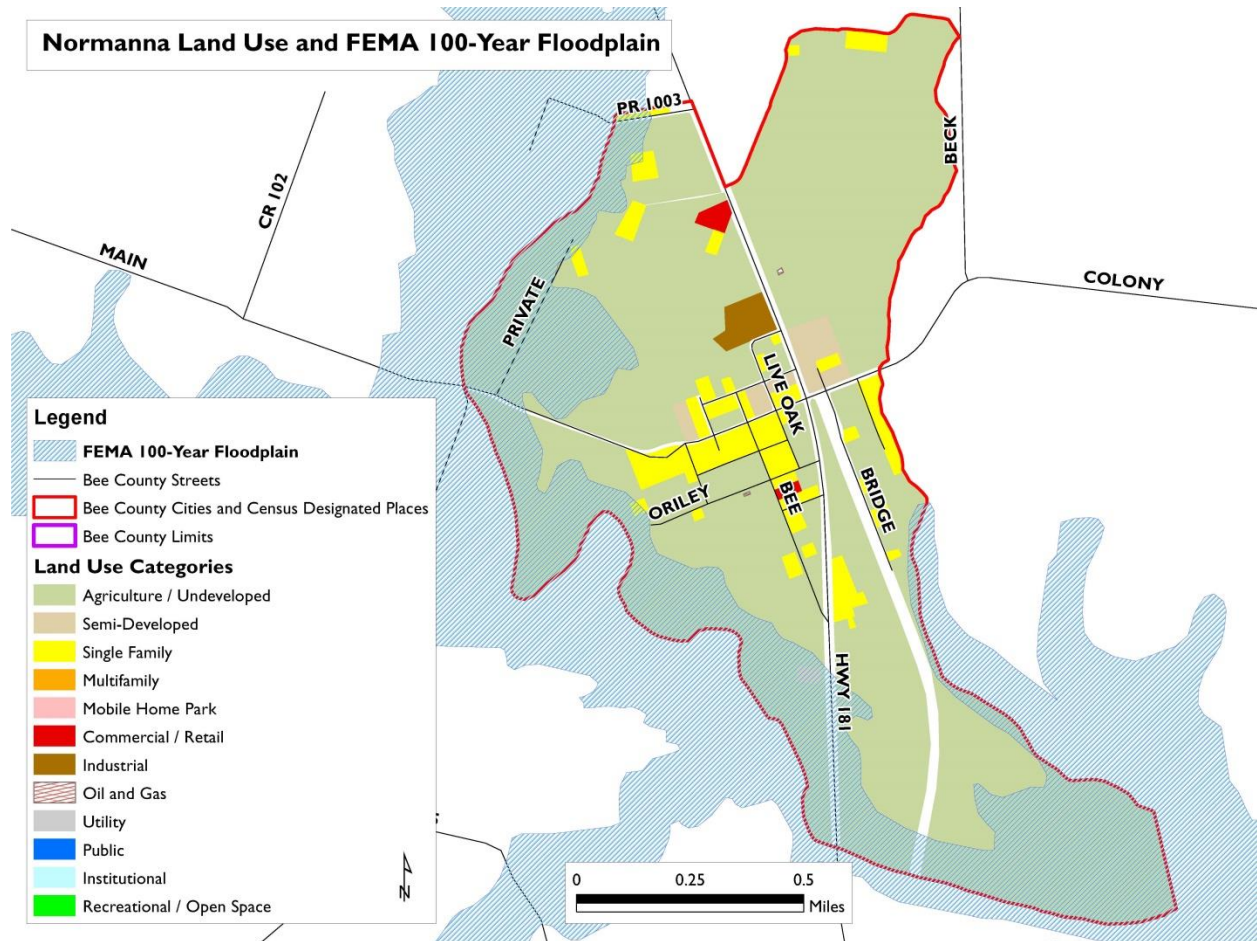 Normanna Land Use and FEMA 100-Year Floodplain
PR 1003
BECK
CR 102
MAIN
COLONY
PRIVATE
LIVE OAK
ORILEY
BEE
BRIDGE
HWY 181
Legend
FEMA 100-Year Floodplain
Bee County Streets
Bee County Cities and Census Designated Places
Bee County Limits
Land Use Categories
Agriculture / Undeveloped
Semi-Developed
Single Family
Multifamily
Mobile Home Park
Commercial / Retail
Industrial
Oil and Gas
Utility
Public
Institutional
Recreational / Open Space
N
0 0.25 0.5
Miles